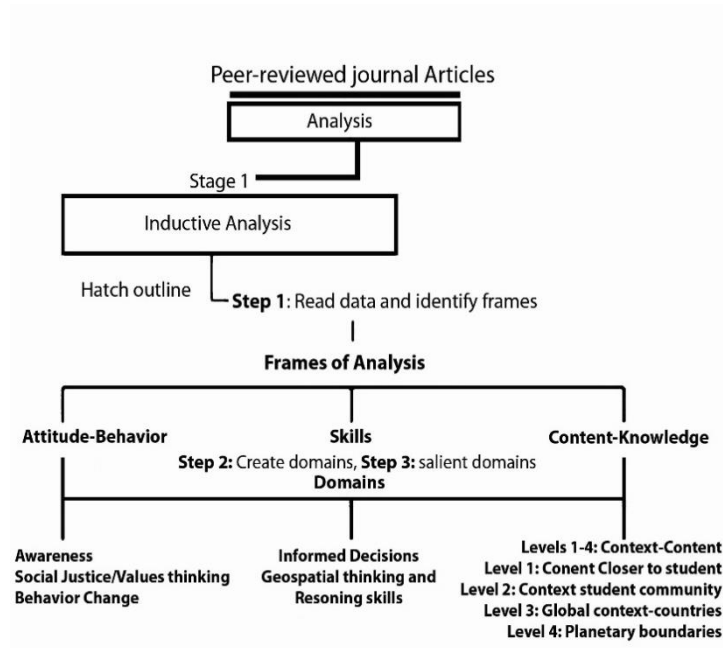 Peer-reviewed journal Articles
Analysis
Stage 1
Inductive Analysis
Hatch outline
Step 1: Read data and identify frames
Frames of Analysis
Attitude-Behavior
Skills
Content-Knowledge
Step 2: Create domains, Step 3: salient domains
Domains
Awareness
Social Justice/Values thinking
Behavior Change
Informed Decisions
Geospatial thinking and
Resoning skills
Levels 1-4: Context-Content
Level 1: Conent Closer to student
Level 2: Context student community
Level 3: Global context-countries
Level 4: Planetary boundaries